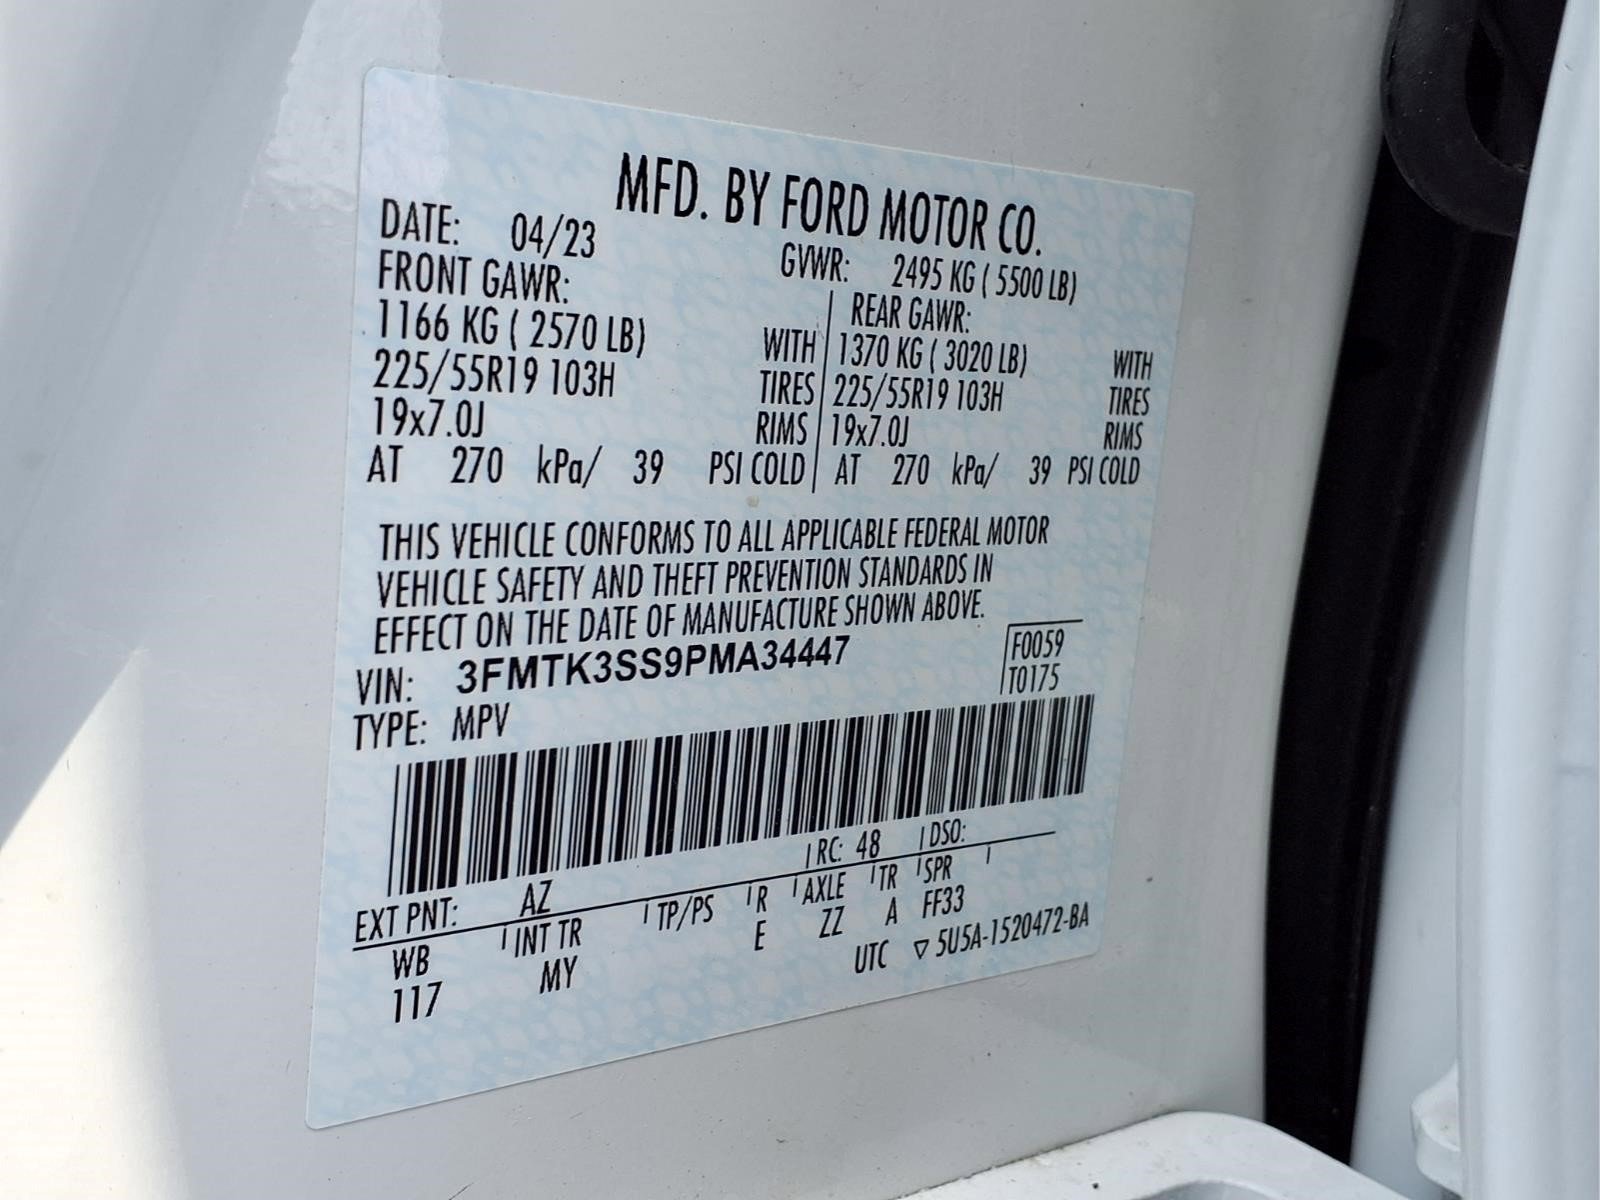 MFD. BY FORD MOTOR CO.
DATE: 04/23 GVWR: 2495 KG ( 5500 LB)
FRONT GAWR: REAR GAWR:
1166 KG ( 2570 LB) WITH 1370 KG ( 3020 LB) WITH
225/55R19 103H TIRES 225/55R19 103H TIRES
19x7.0J RIMS 19x7.0J RIMS
AT 270 kPa/ 39 PSI COLD AT 270 kPa/ 39 PSI COLD
THIS VEHICLE CONFORMS TO ALL APPLICABLE FEDERAL MOTOR
VEHICLE SAFETY AND THEFT PREVENTION STANDARDS IN
EFFECT ON THE DATE OF MANUFACTURE SHOWN ABOVE.
VIN: 3FMTK3SS9PMA34447 F0059
TYPE: MPV T0175
EXT PNT: AZ RC: 48 DSO:
WB INT TR TP/PS R AXLE TR SPR
117 MY E ZZ A FF33
UTC ▽ 5U5A-1520472-BA